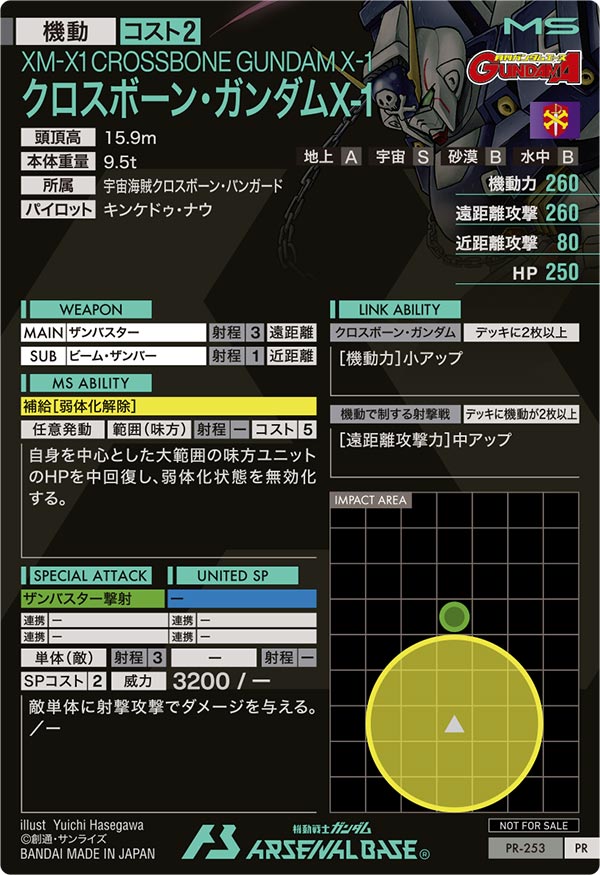 機動 コスト2 MS
XM-X1 CROSSBONE GUNDAM X-1
クロスボーン・ガンダムX-1
月刊ガンダムエース
GUNDAM A
頭頂高 15.9m
本体重量 9.5t
地上 A 宇宙 S 砂漠 B 水中 B
所属 宇宙海賊クロスボーン・バンガード
パイロット キンケドゥ・ナウ
機動力 260
遠距離攻撃 260
近距離攻撃 80
HP 250
WEAPON
MAIN ザンバスター 射程 3 遠距離
SUB ビーム・ザンバー 射程 1 近距離
MS ABILITY
補給[弱体化解除]
任意発動 範囲(味方) 射程 ー コスト 5
自身を中心とした大範囲の味方ユニット
のHPを中回復し、弱体化状態を無効化
する。
LINK ABILITY
クロスボーン・ガンダム デッキに2枚以上
[機動力]小アップ
機動で制する射撃戦 デッキに機動が2枚以上
[遠距離攻撃力]中アップ
IMPACT AREA
SPECIAL ATTACK UNITED SP
ザンバスター撃射 ー
連携 ー 連携 ー
連携 ー 連携 ー
単体(敵) 射程 3 ー 射程 ー
SPコスト 2 威力 3200 / ー
敵単体に射撃攻撃でダメージを与える。
/ー
illust Yuichi Hasegawa
©創通・サンライズ
BANDAI MADE IN JAPAN
機動戦士ガンダム
ARSENAL BASE®
NOT FOR SALE
PR-253 PR